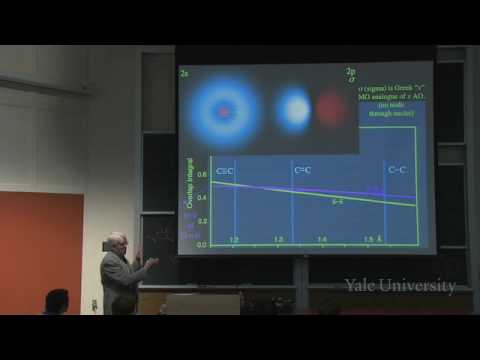 2s
2p
σ
σ (sigma) is Greek "s"
MO analogue of s AO.
(no node
through nuclei)
Overlap Integral
0.6
0.4
0.0
C≡C
C=C
C–C
s–s
1.2
1.3
1.4
1.5 Å
Yale University